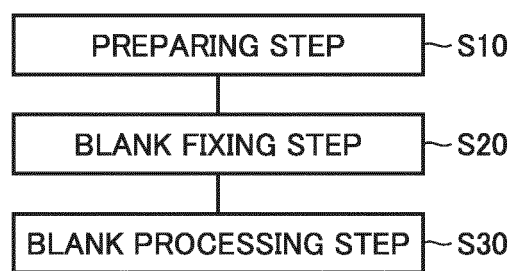 PREPARING STEP S10
BLANK FIXING STEP S20
BLANK PROCESSING STEP S30